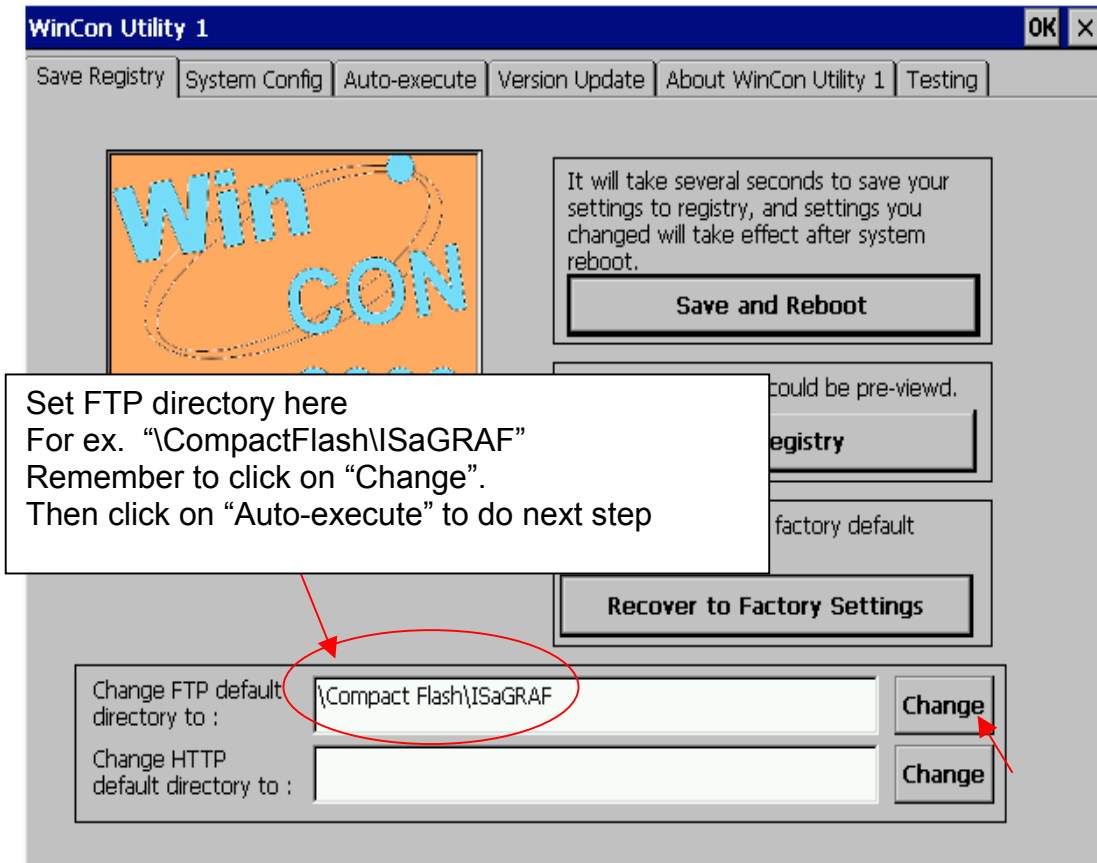 WinCon Utility 1
OK ×
Save Registry System Config Auto-execute Version Update About WinCon Utility 1 Testing
Win
CON
It will take several seconds to save your
settings to registry, and settings you
changed will take effect after system
reboot.
Save and Reboot
could be pre-viewd.
egistry
factory default
Recover to Factory Settings
Set FTP directory here
For ex. “\CompactFlash\ISaGRAF”
Remember to click on “Change”.
Then click on “Auto-execute” to do next step
Change FTP default
directory to :
\Compact Flash\ISaGRAF
Change
Change HTTP
default directory to :
Change